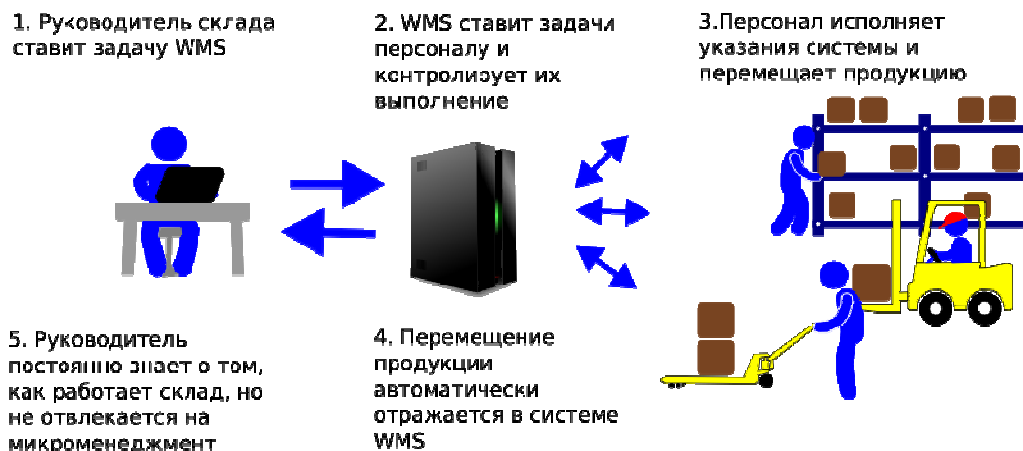 1. Руководитель склада
ставит задачу WMS
2. WMS ставит задачи
персоналу и
контролирует их
выполнение
3.Персонал исполняет
указания системы и
перемещает продукцию
4. Перемещение
продукции
автоматически
отражается в системе
WMS
5. Руководитель
постоянно знает о том,
как работает склад, но
не отвлекается на
микроменеджмент